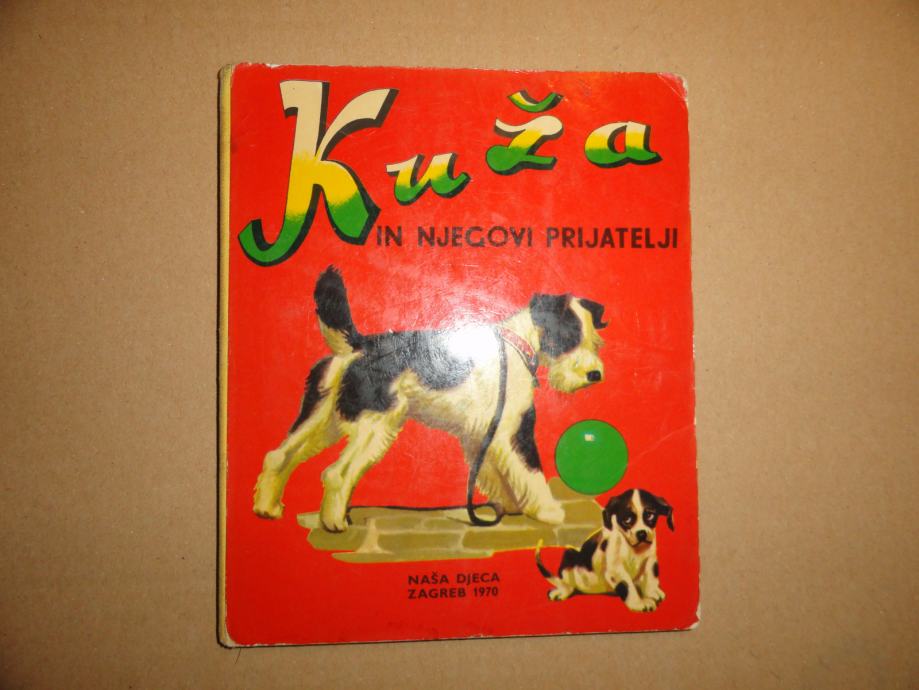 Kuža
IN NJEGOVI PRIJATELJI
NAŠA DJECA
ZAGREB 1970